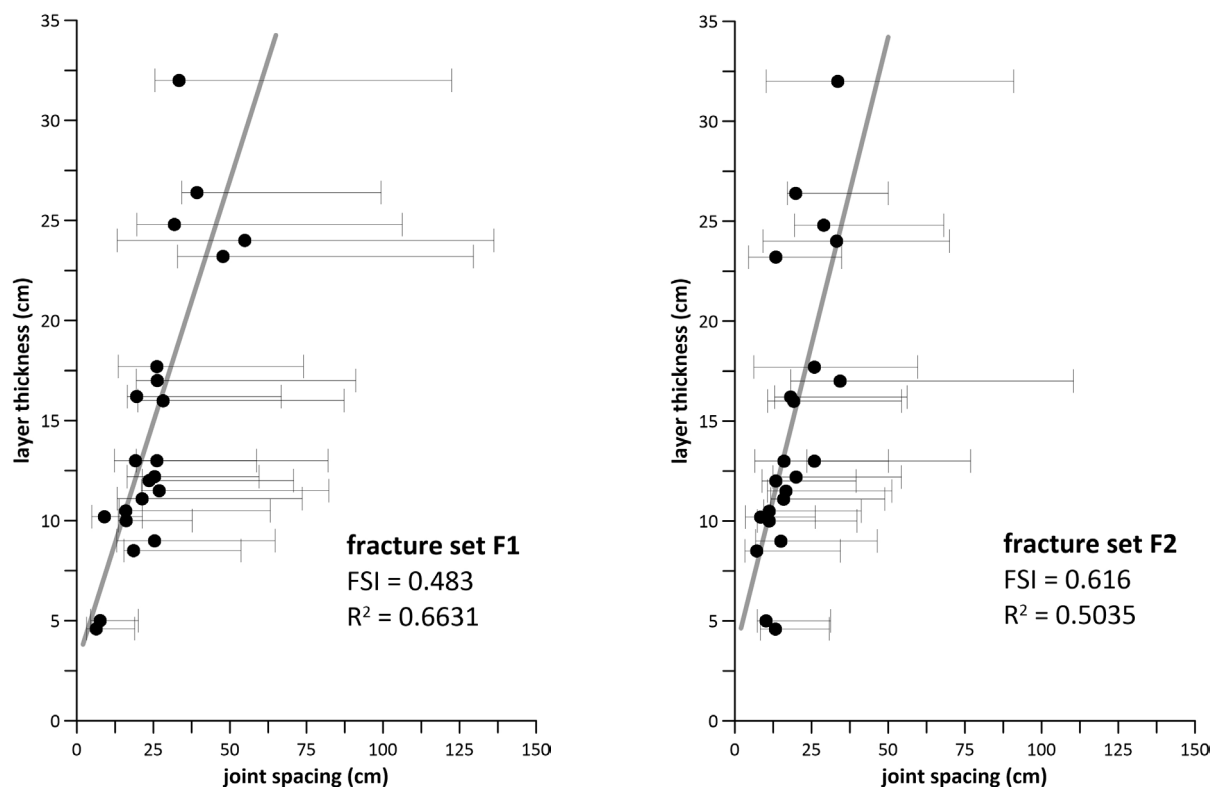 35
30
25
20
15
10
5
0
layer thickness (cm)
0 25 50 75 100 125 150
joint spacing (cm)
fracture set F1
FSI = 0.483
R² = 0.6631
35
30
25
20
15
10
5
0
layer thickness (cm)
0 25 50 75 100 125 150
joint spacing (cm)
fracture set F2
FSI = 0.616
R² = 0.5035